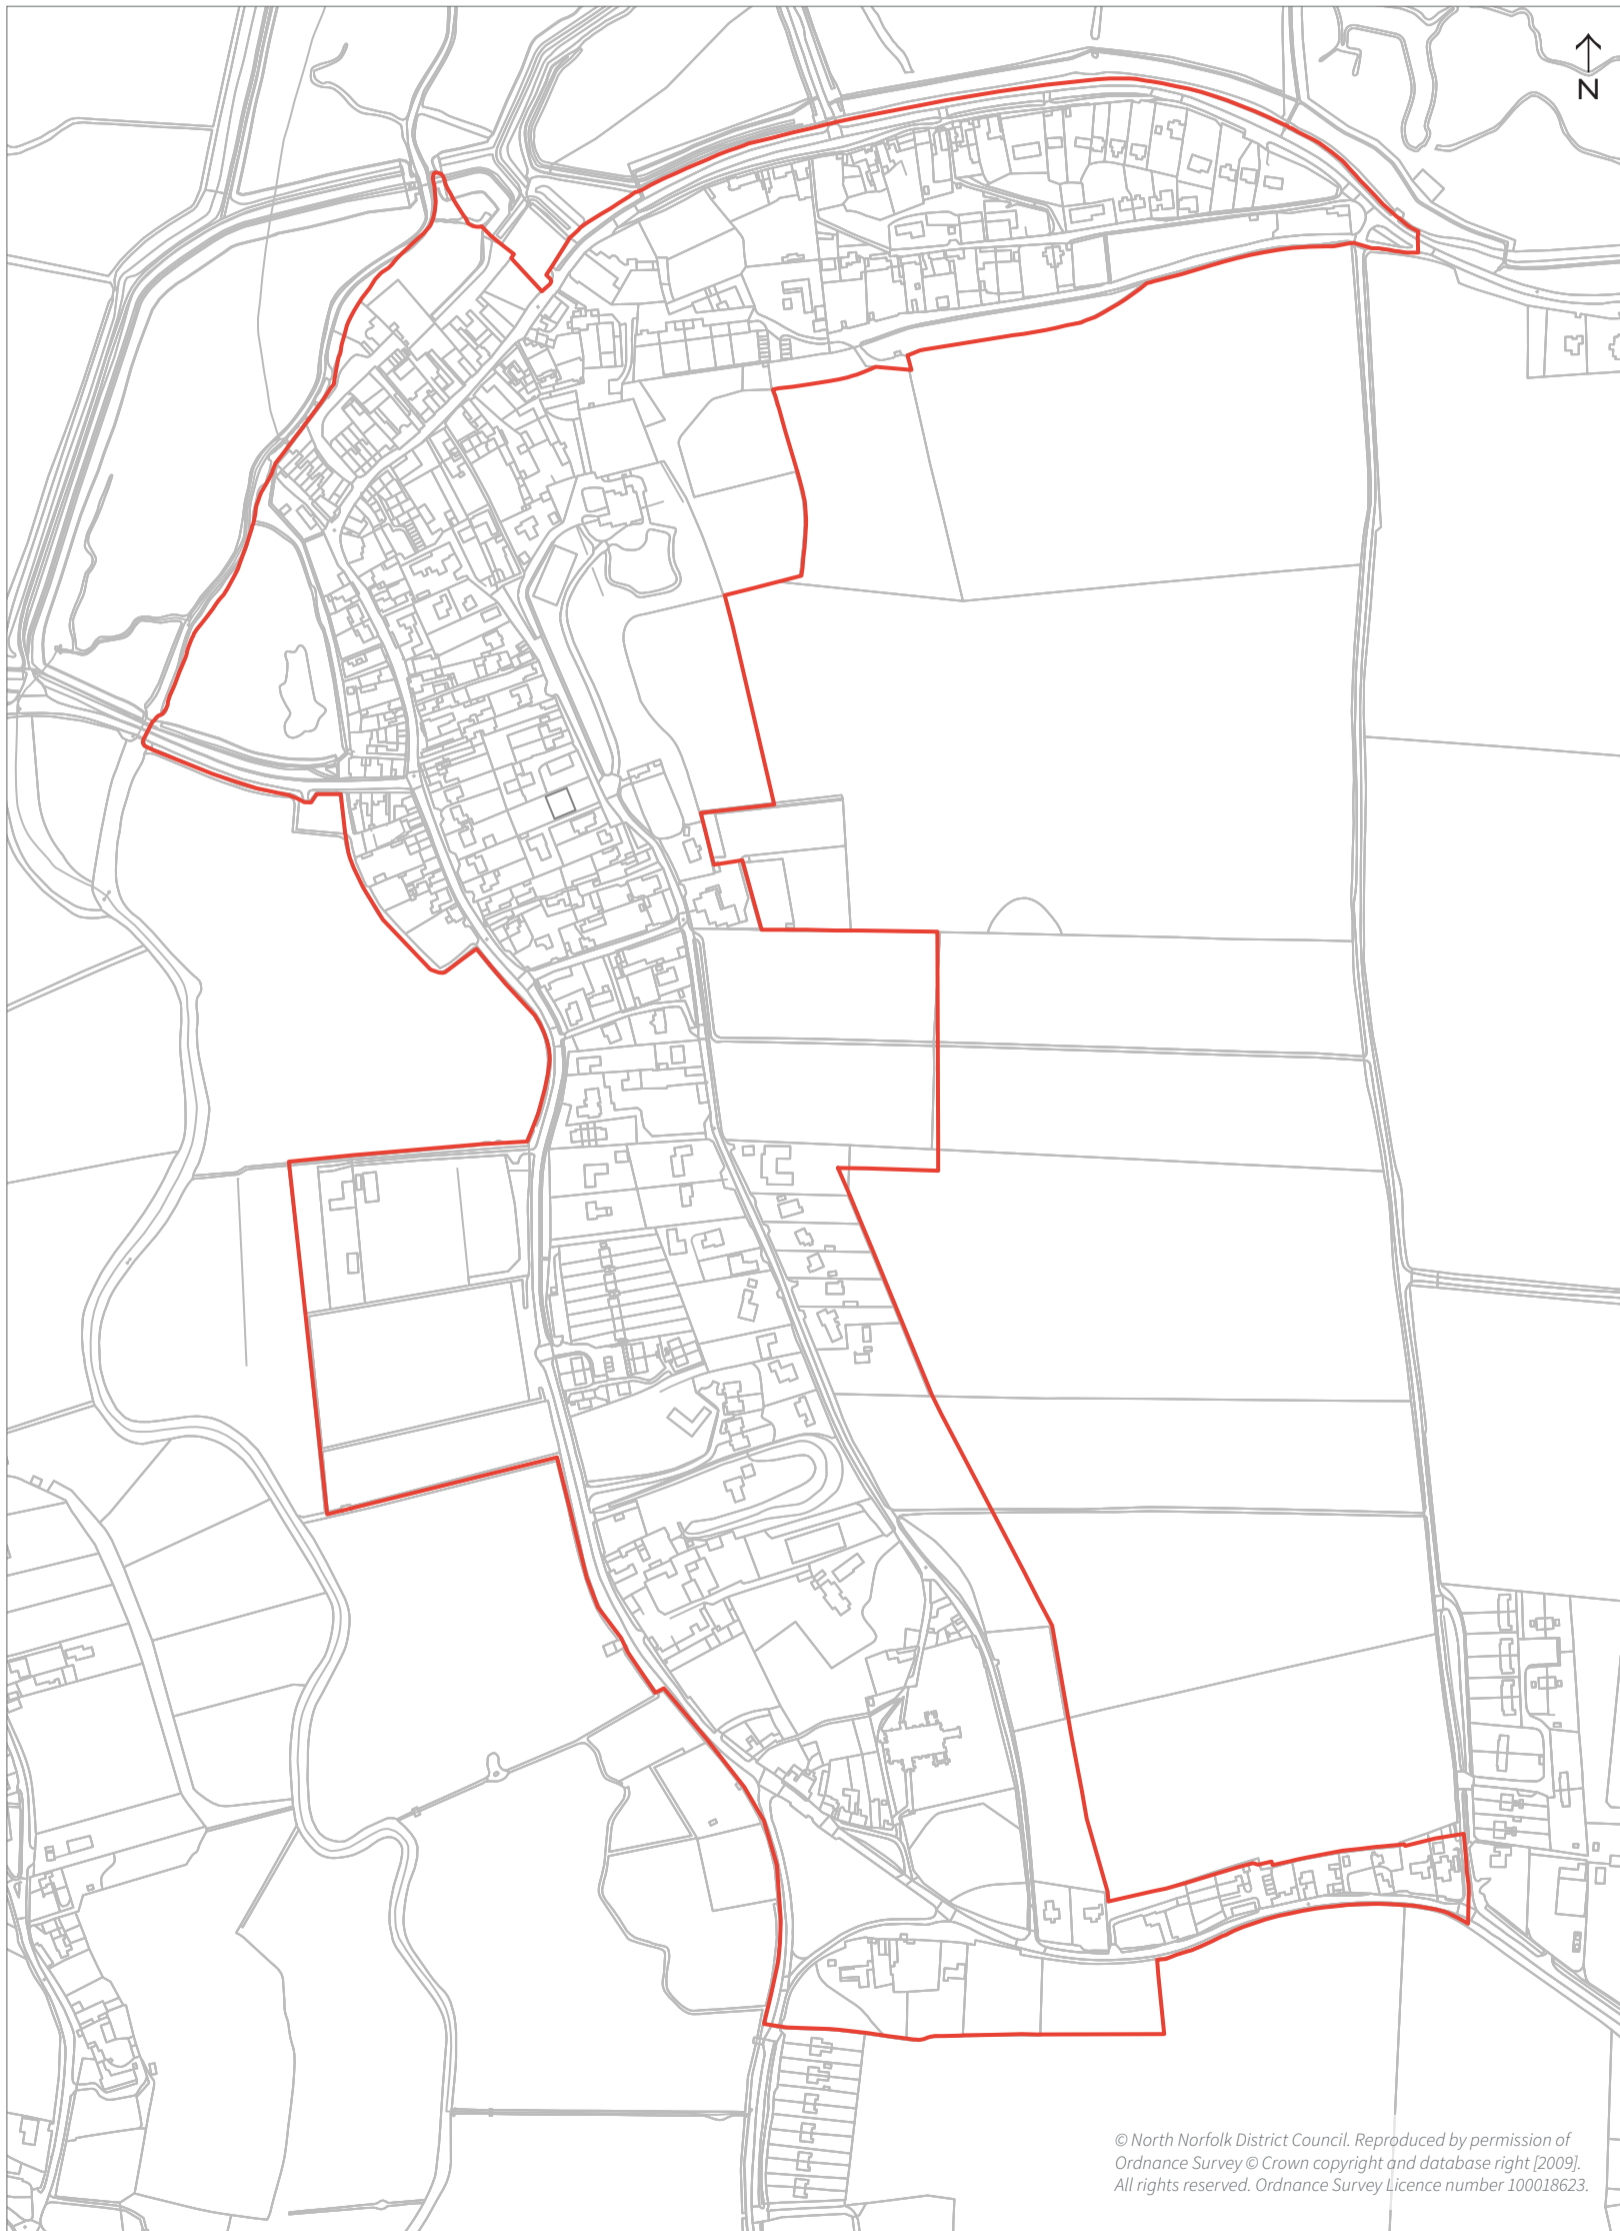 N
© North Norfolk District Council. Reproduced by permission of
Ordnance Survey © Crown copyright and database right [2009].
All rights reserved. Ordnance Survey Licence number 100018623.